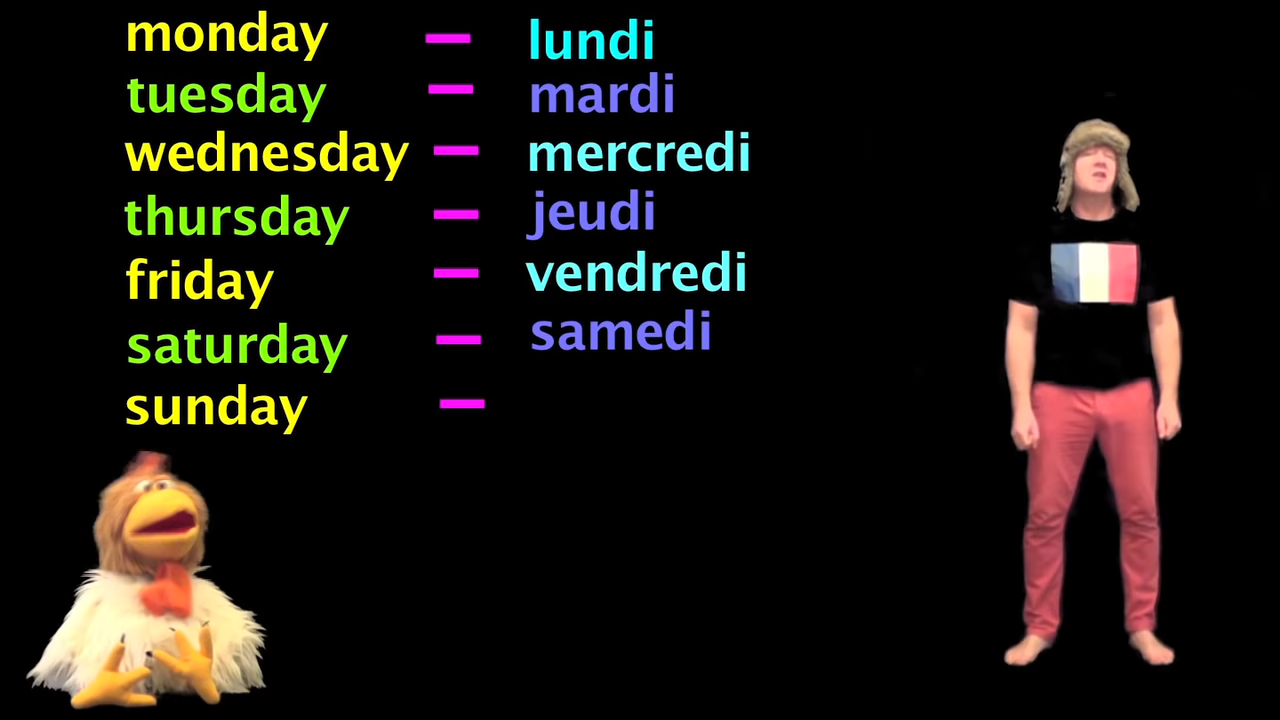 monday – lundi
tuesday – mardi
wednesday – mercredi
thursday – jeudi
friday – vendredi
saturday – samedi
sunday –